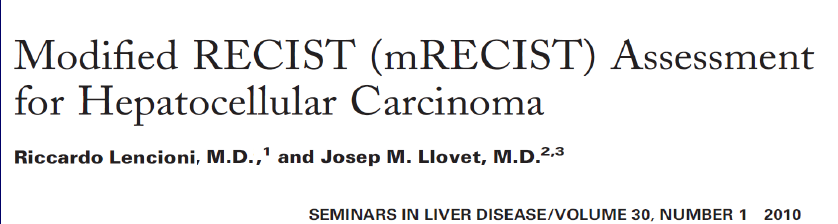 Modified RECIST (mRECIST) Assessment
for Hepatocellular Carcinoma
Riccardo Lencioni, M.D.,¹ and Josep M. Llovet, M.D.²,³
SEMINARS IN LIVER DISEASE/VOLUME 30, NUMBER 1 2010